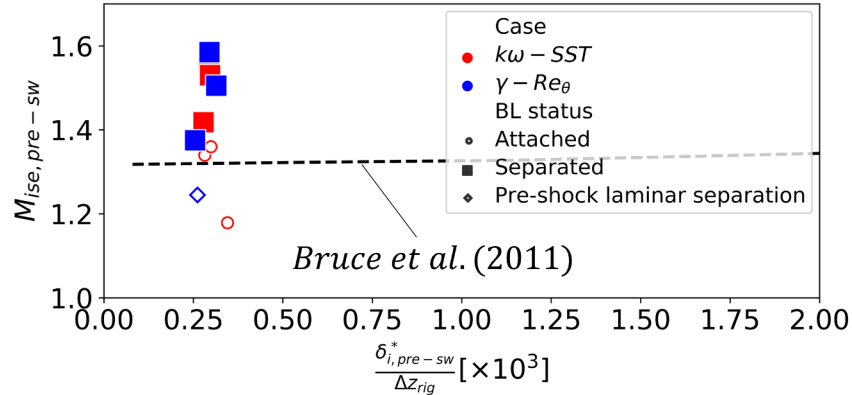 1.6
1.4
1.2
1.0
M_{ise, pre−sw}
Case
kω − SST
γ − Re_θ
BL status
Attached
Separated
Pre-shock laminar separation
Bruce et al. (2011)
0.00 0.25 0.50 0.75 1.00 1.25 1.50 1.75 2.00
δ^*_{i, pre−sw} / Δz_{rig} [×10^3]